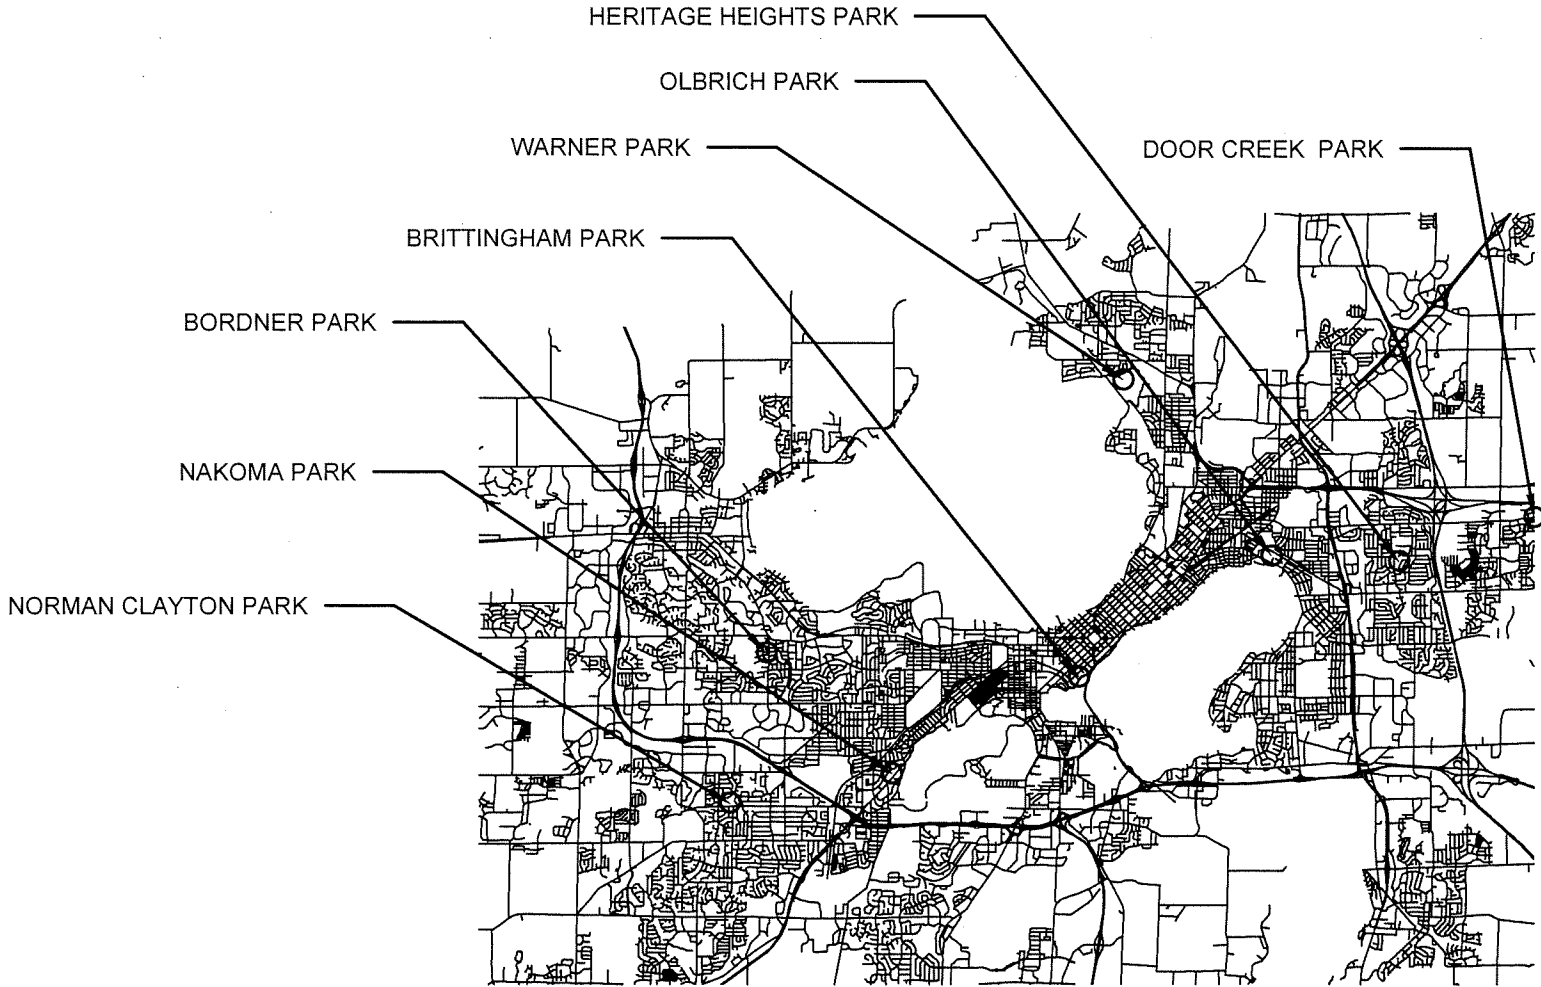 HERITAGE HEIGHTS PARK
OLBRICH PARK
WARNER PARK
DOOR CREEK PARK
BRITTINGHAM PARK
BORDNER PARK
NAKOMA PARK
NORMAN CLAYTON PARK